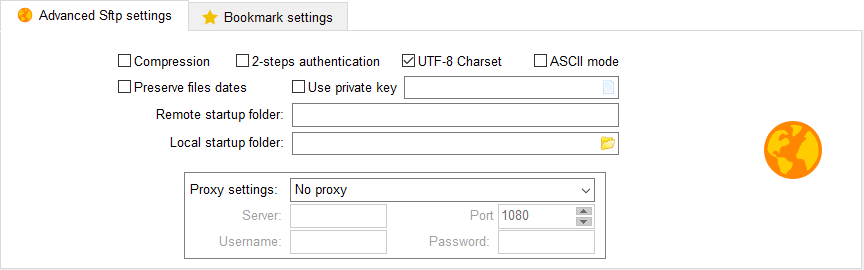 Advanced Sftp settings Bookmark settings
Compression 2-steps authentication UTF-8 Charset ASCII mode
Preserve files dates Use private key
Remote startup folder:
Local startup folder:
Proxy settings: No proxy
Server: Port 1080
Username: Password: